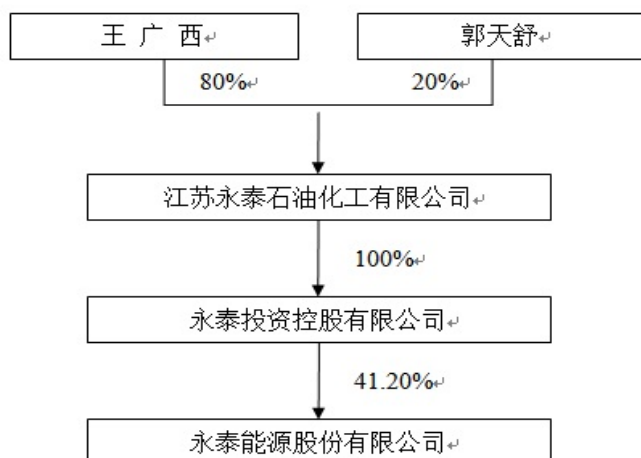 王 广 西
郭天舒
80%
20%
江苏永泰石油化工有限公司
100%
永泰投资控股有限公司
41.20%
永泰能源股份有限公司